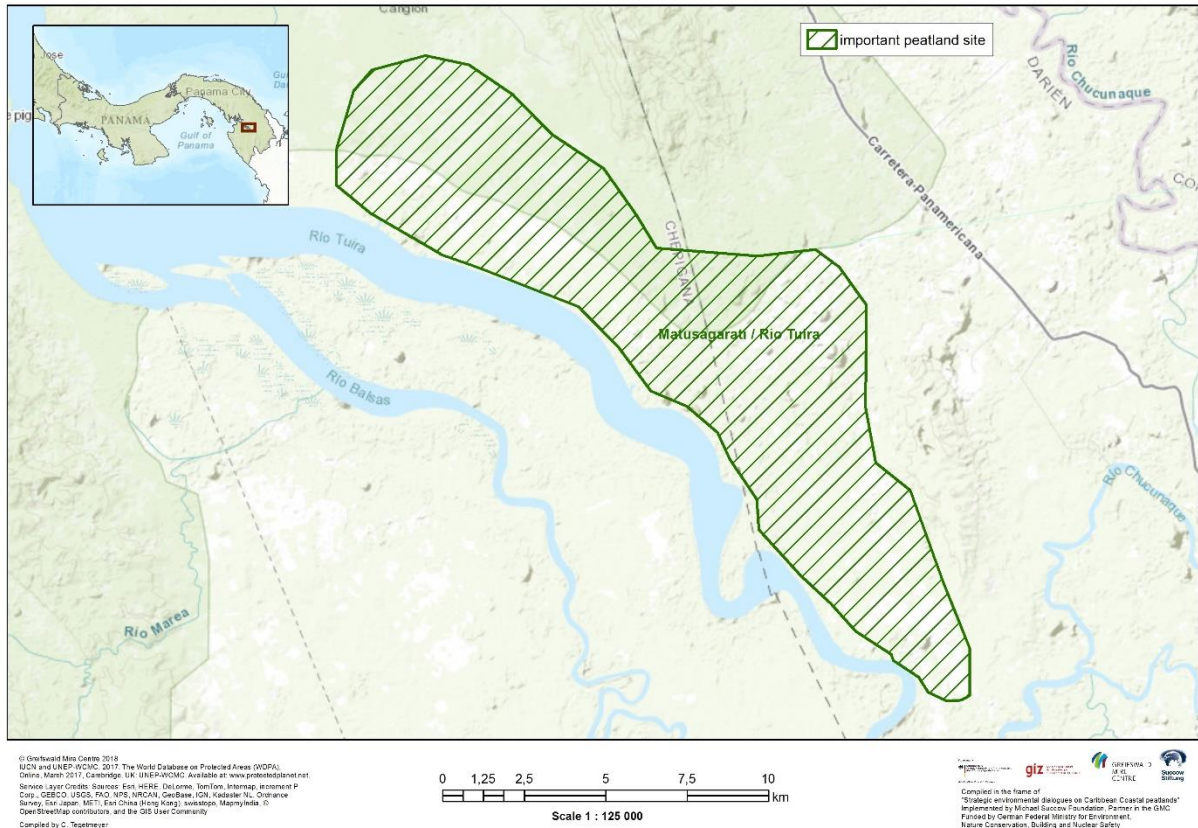 Canglon
important peatland site
Jose
PANAMÁ
Panama City
Gulf of
Panama
Río Chucunaque
DARIÉN
Carretera Panamericana
CHEPIGANA
Río Tuira
Matusagaratí / Rio Tuira
Río Balsas
Río Chucunaque
Río Marea
© Greifswald Mire Centre 2018
IUCN and UNEP-WCMC. 2017. The World Database on Protected Areas (WDPA).
Online, March 2017, Cambridge, UK: UNEP-WCMC. Available at: www.protectedplanet.net.
Service Layer Credits: Sources: Esri, HERE, DeLorme, TomTom, Intermap, increment P
Corp., GEBCO, USGS, FAO, NPS, NRCAN, GeoBase, IGN, Kadaster NL, Ordnance
Survey, Esri Japan, METI, Esri China (Hong Kong), swisstopo, MapmyIndia, ©
OpenStreetMap contributors, and the GIS User Community
Compiled by C. Tegetmeyer
0 1,25 2,5 5 7,5 10
km
Scale 1 : 125 000
giz
GREIFSWALD
MIRE
CENTRE
Succow
Stiftung
Compiled in the frame of
"Strategic environmental dialogues on Caribbean Coastal peatlands"
Implemented by Michael Succow Foundation, Partner in the GMC
Funded by German Federal Ministry for Environment,
Nature Conservation, Building and Nuclear Safety